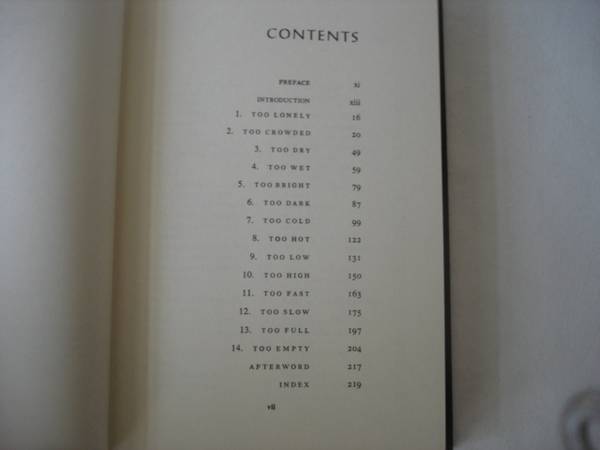 CONTENTS
PREFACE xi
INTRODUCTION xiii
1. TOO LONELY 16
2. TOO CROWDED 20
3. TOO DRY 49
4. TOO WET 59
5. TOO BRIGHT 79
6. TOO DARK 87
7. TOO COLD 99
8. TOO HOT 122
9. TOO LOW 131
10. TOO HIGH 150
11. TOO FAST 163
12. TOO SLOW 175
13. TOO FULL 197
14. TOO EMPTY 204
AFTERWORD 217
INDEX 219
vii